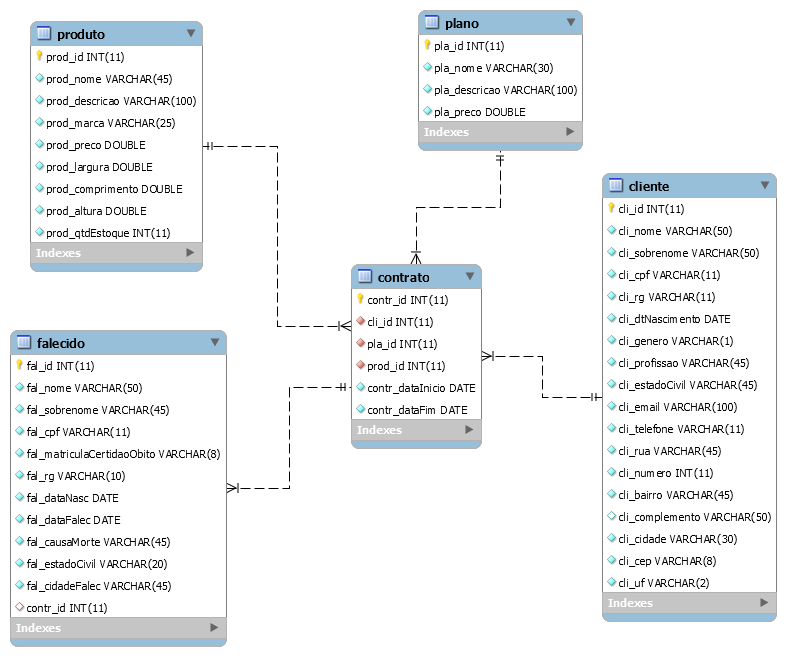 produto
prod_id INT(11)
prod_nome VARCHAR(45)
prod_descricao VARCHAR(100)
prod_marca VARCHAR(25)
prod_preco DOUBLE
prod_largura DOUBLE
prod_comprimento DOUBLE
prod_altura DOUBLE
prod_qtdEstoque INT(11)
Indexes
plano
pla_id INT(11)
pla_nome VARCHAR(30)
pla_descricao VARCHAR(100)
pla_preco DOUBLE
Indexes
cliente
cli_id INT(11)
cli_nome VARCHAR(50)
cli_sobrenome VARCHAR(50)
cli_cpf VARCHAR(11)
cli_rg VARCHAR(11)
cli_dtNascimento DATE
cli_genero VARCHAR(1)
cli_profissao VARCHAR(45)
cli_estadoCivil VARCHAR(45)
cli_email VARCHAR(100)
cli_telefone VARCHAR(11)
cli_rua VARCHAR(45)
cli_numero INT(11)
cli_bairro VARCHAR(45)
cli_complemento VARCHAR(50)
cli_cidade VARCHAR(30)
cli_cep VARCHAR(8)
cli_uf VARCHAR(2)
Indexes
contrato
contr_id INT(11)
cli_id INT(11)
pla_id INT(11)
prod_id INT(11)
contr_dataInicio DATE
contr_dataFim DATE
Indexes
falecido
fal_id INT(11)
fal_nome VARCHAR(50)
fal_sobrenome VARCHAR(45)
fal_cpf VARCHAR(11)
fal_matriculaCertidaoObito VARCHAR(8)
fal_rg VARCHAR(10)
fal_dataNasc DATE
fal_dataFalec DATE
fal_causaMorte VARCHAR(45)
fal_estadoCivil VARCHAR(20)
fal_cidadeFalec VARCHAR(45)
contr_id INT(11)
Indexes